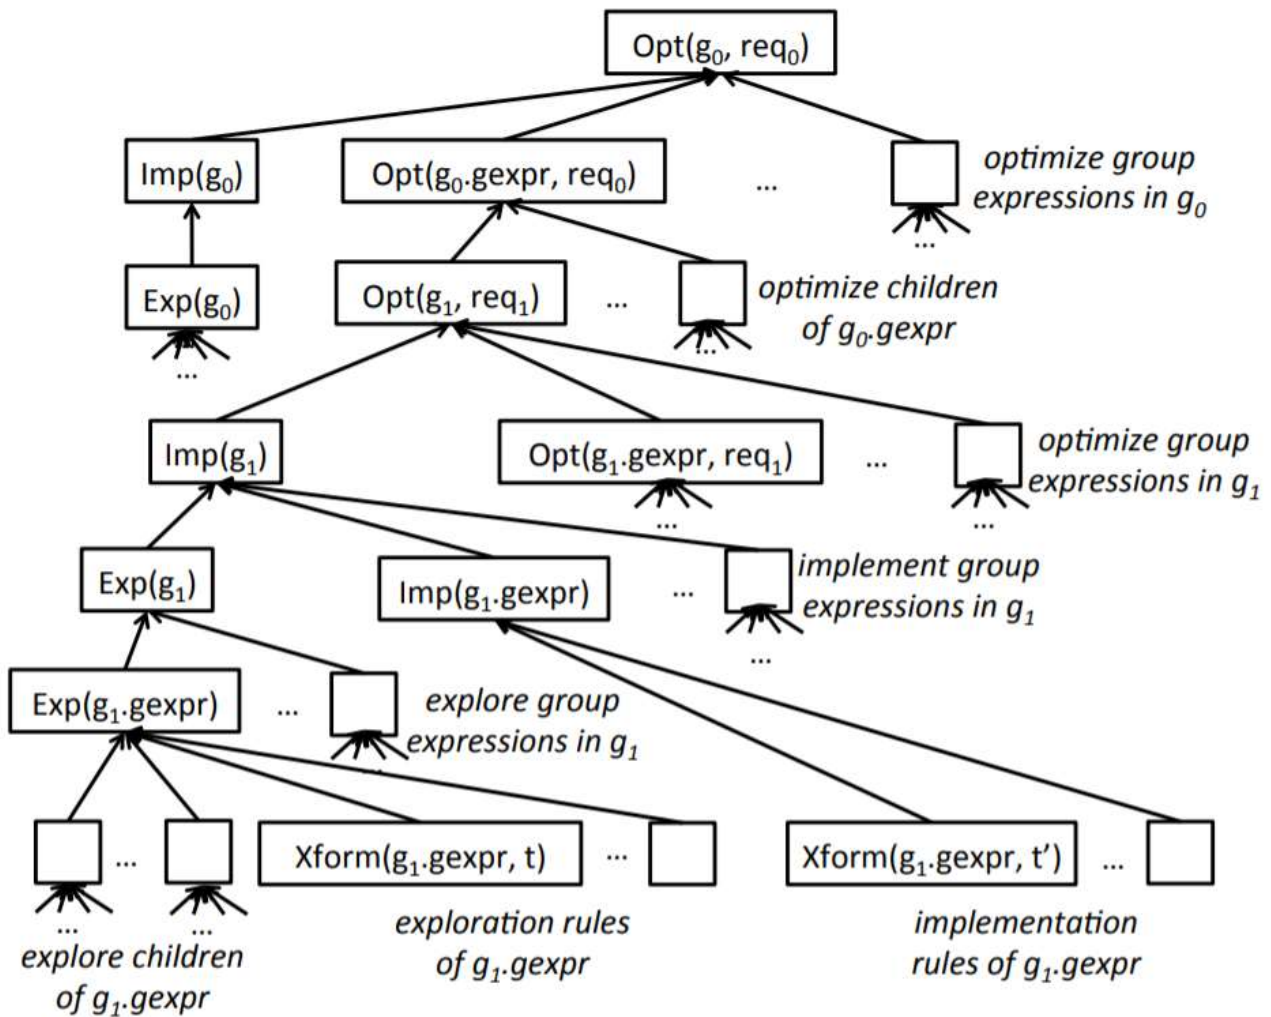 Opt(g₀, req₀)
Imp(g₀)
Opt(g₀.gexpr, req₀)
...
optimize group
expressions in g₀
...
Exp(g₀)
Opt(g₁, req₁)
...
optimize children
of g₀.gexpr
...
...
Imp(g₁)
Opt(g₁.gexpr, req₁)
...
optimize group
expressions in g₁
...
...
Exp(g₁)
Imp(g₁.gexpr)
...
implement group
expressions in g₁
...
Exp(g₁.gexpr)
...
explore group
expressions in g₁
...
...
Xform(g₁.gexpr, t)
...
Xform(g₁.gexpr, t’)
...
...
...
explore children
of g₁.gexpr
exploration rules
of g₁.gexpr
implementation
rules of g₁.gexpr